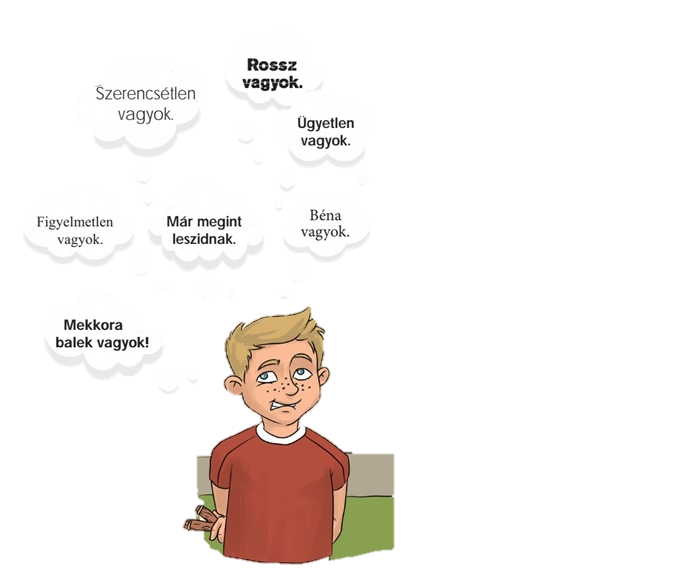 Rossz
vagyok.
Szerencsétlen
vagyok.
Ügyetlen
vagyok.
Figyelmetlen
vagyok.
Már megint
leszidnak.
Béna
vagyok.
Mekkora
balek vagyok!